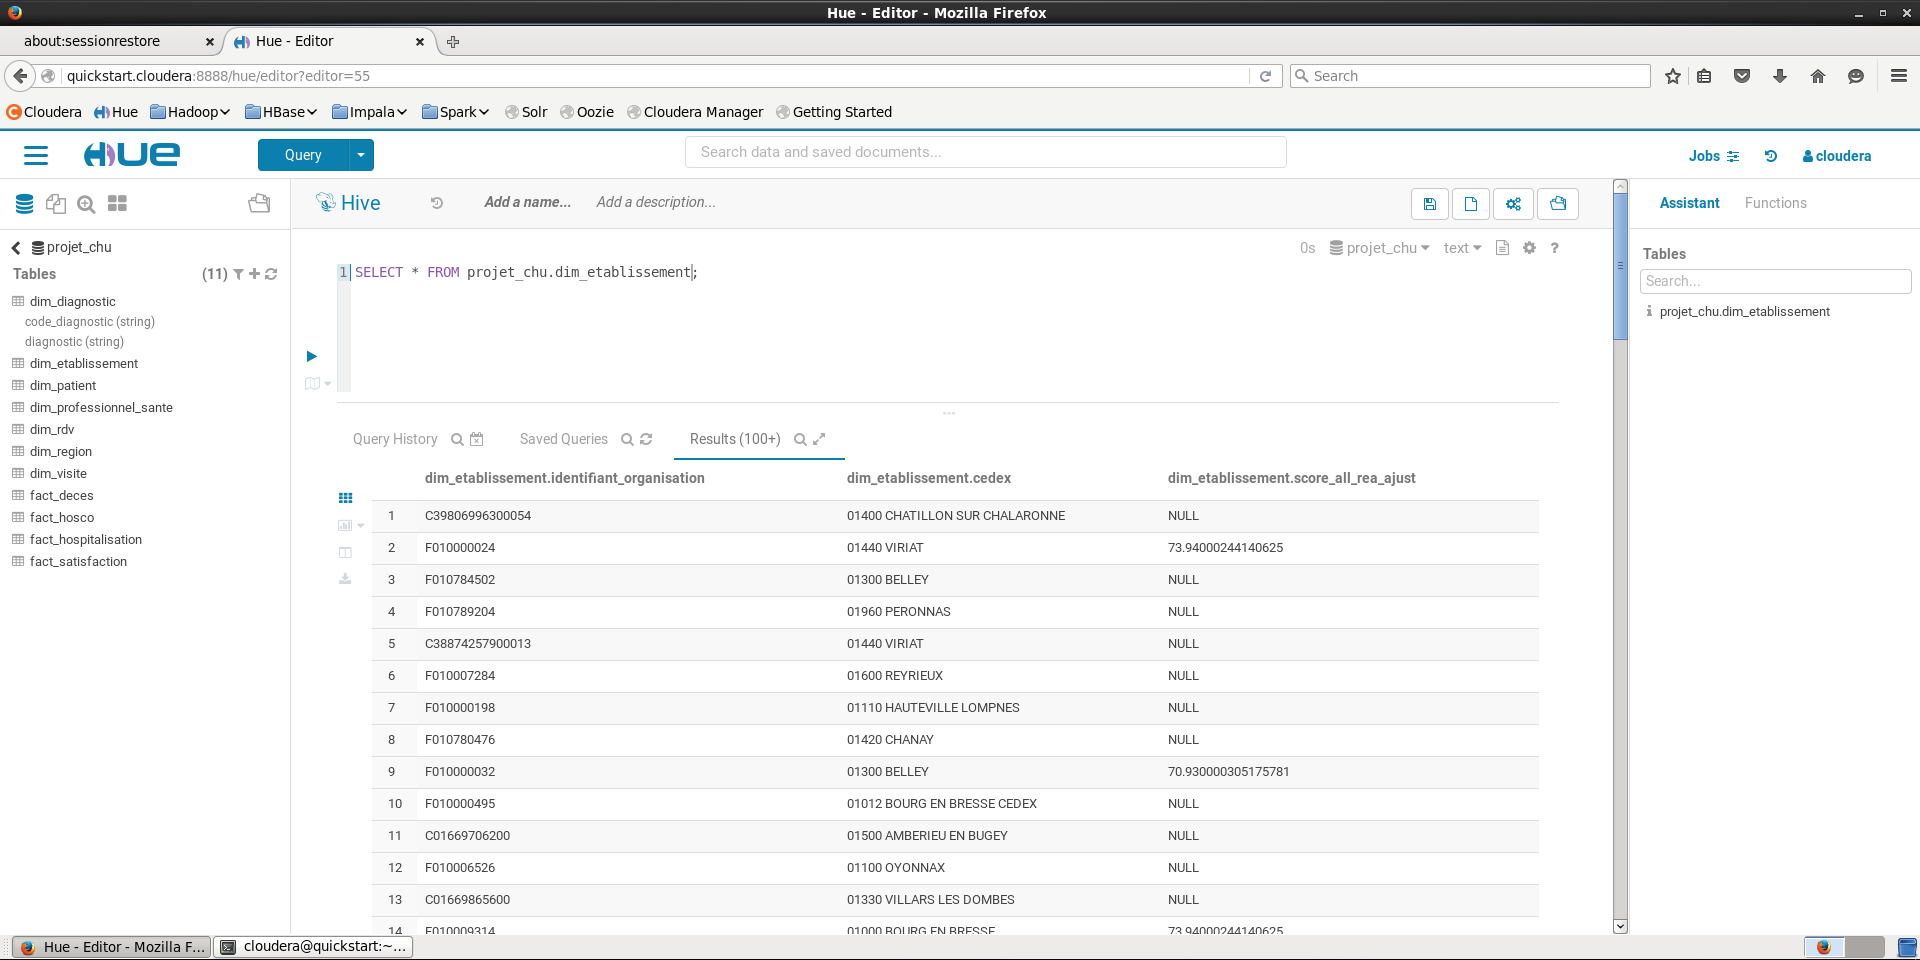 Hue - Editor - Mozilla Firefox
about:sessionrestore
Hue - Editor
quickstart.cloudera:8888/hue/editor?editor=55
Search
Cloudera Hue Hadoop HBase Impala Spark Solr Oozie Cloudera Manager Getting Started
HUE
Query
Search data and saved documents...
Jobs
cloudera
Hive
Add a name...
Add a description...
Assistant
Functions
projet_chu
Tables
(11)
dim_diagnostic
code_diagnostic (string)
diagnostic (string)
dim_etablissement
dim_patient
dim_professionnel_sante
dim_rdv
dim_region
dim_visite
fact_deces
fact_hosco
fact_hospitalisation
fact_satisfaction
0s projet_chu text ?
1 SELECT * FROM projet_chu.dim_etablissement;
Tables
Search...
projet_chu.dim_etablissement
Query History
Saved Queries
Results (100+)
dim_etablissement.identifiant_organisation dim_etablissement.cedex dim_etablissement.score_all_rea_ajust
1 C39806996300054 01400 CHATILLON SUR CHALARONNE NULL
2 F010000024 01440 VIRIAT 73.94000244140625
3 F010784502 01300 BELLEY NULL
4 F010789204 01960 PERONNAS NULL
5 C38874257900013 01440 VIRIAT NULL
6 F010007284 01600 REYRIEUX NULL
7 F010000198 01110 HAUTEVILLE LOMPNES NULL
8 F010780476 01420 CHANAY NULL
9 F010000032 01300 BELLEY 70.930000305175781
10 F010000495 01012 BOURG EN BRESSE CEDEX NULL
11 C01669706200 01500 AMBERIEU EN BUGEY NULL
12 F010006526 01100 OYONNAX NULL
13 C01669865600 01330 VILLARS LES DOMBES NULL
14 F010009314 01000 BOURG EN BRESSE 73.94000244140625
Hue - Editor - Mozilla F...
cloudera@quickstart:~...